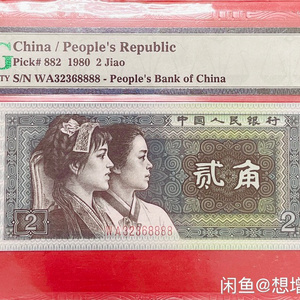 G
China / People's Republic
Pick# 882 1980 2 Jiao
TY S/N WA32368888 - People's Bank of China
中国人民银行
贰角
2
2
WA32368888
闲鱼@想增